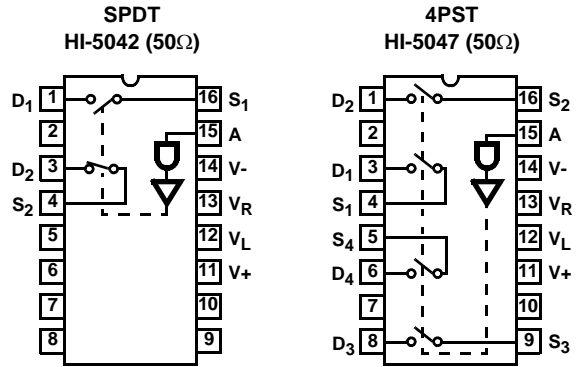 SPDT
HI-5042 (50Ω)
D1 1 16 S1
2 15 A
D2 3 14 V-
S2 4 13 VR
5 12 VL
6 11 V+
7 10
8 9
4PST
HI-5047 (50Ω)
D2 1 16 S2
2 15 A
D1 3 14 V-
S1 4 13 VR
S4 5 12 VL
D4 6 11 V+
7 10
D3 8 9 S3